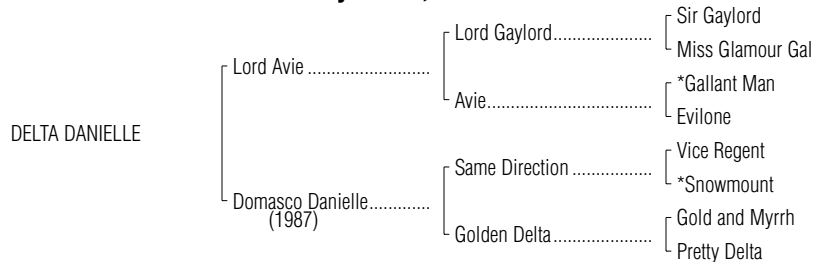 Sir Gaylord
Lord Gaylord....................
Miss Glamour Gal
Lord Avie ..........................
*Gallant Man
Avie...................................
Evilone
DELTA DANIELLE
Vice Regent
Same Direction .................
*Snowmount
Domasco Danielle.............
(1987)
Gold and Myrrh
Golden Delta.....................
Pretty Delta